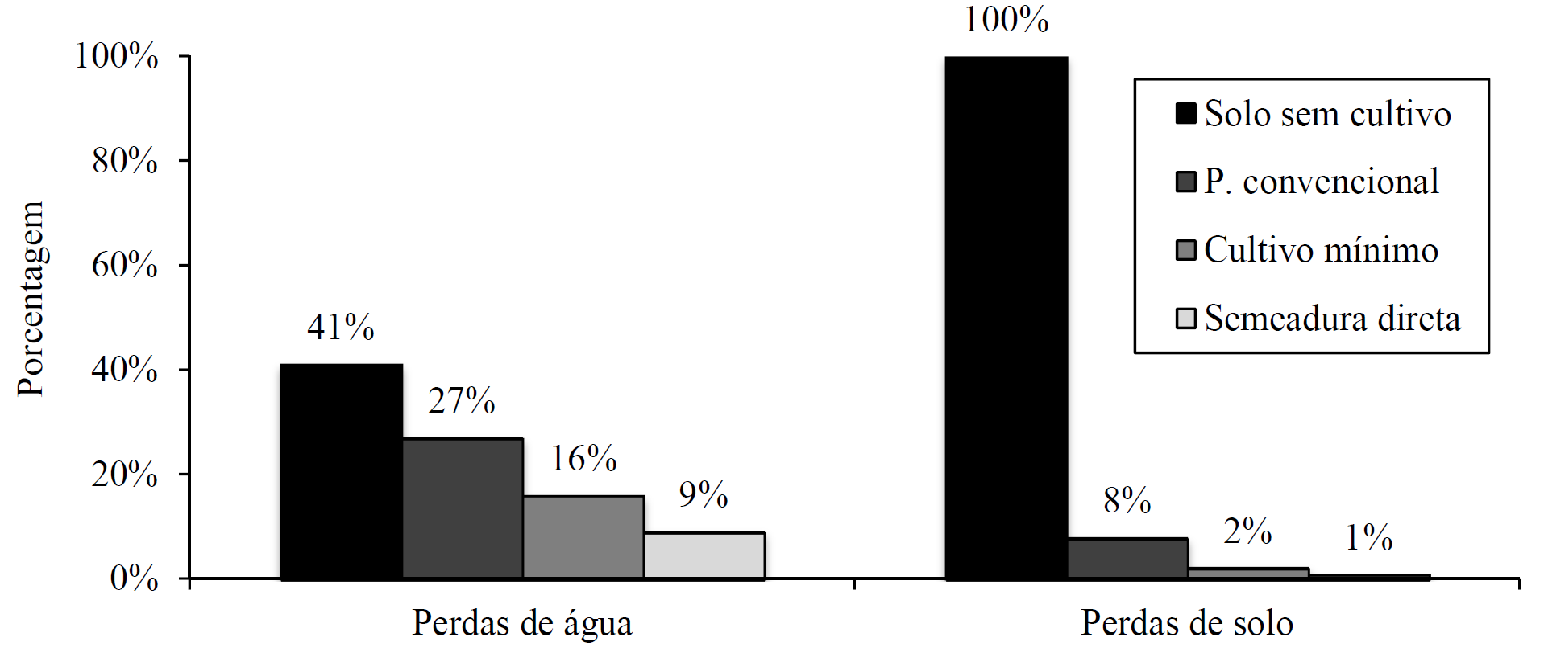 100%
100%
80%
60%
40%
20%
0%
Porcentagem
41%
27%
16%
9%
8%
2%
1%
Perdas de água
Perdas de solo
Solo sem cultivo
P. convencional
Cultivo mínimo
Semeadura direta